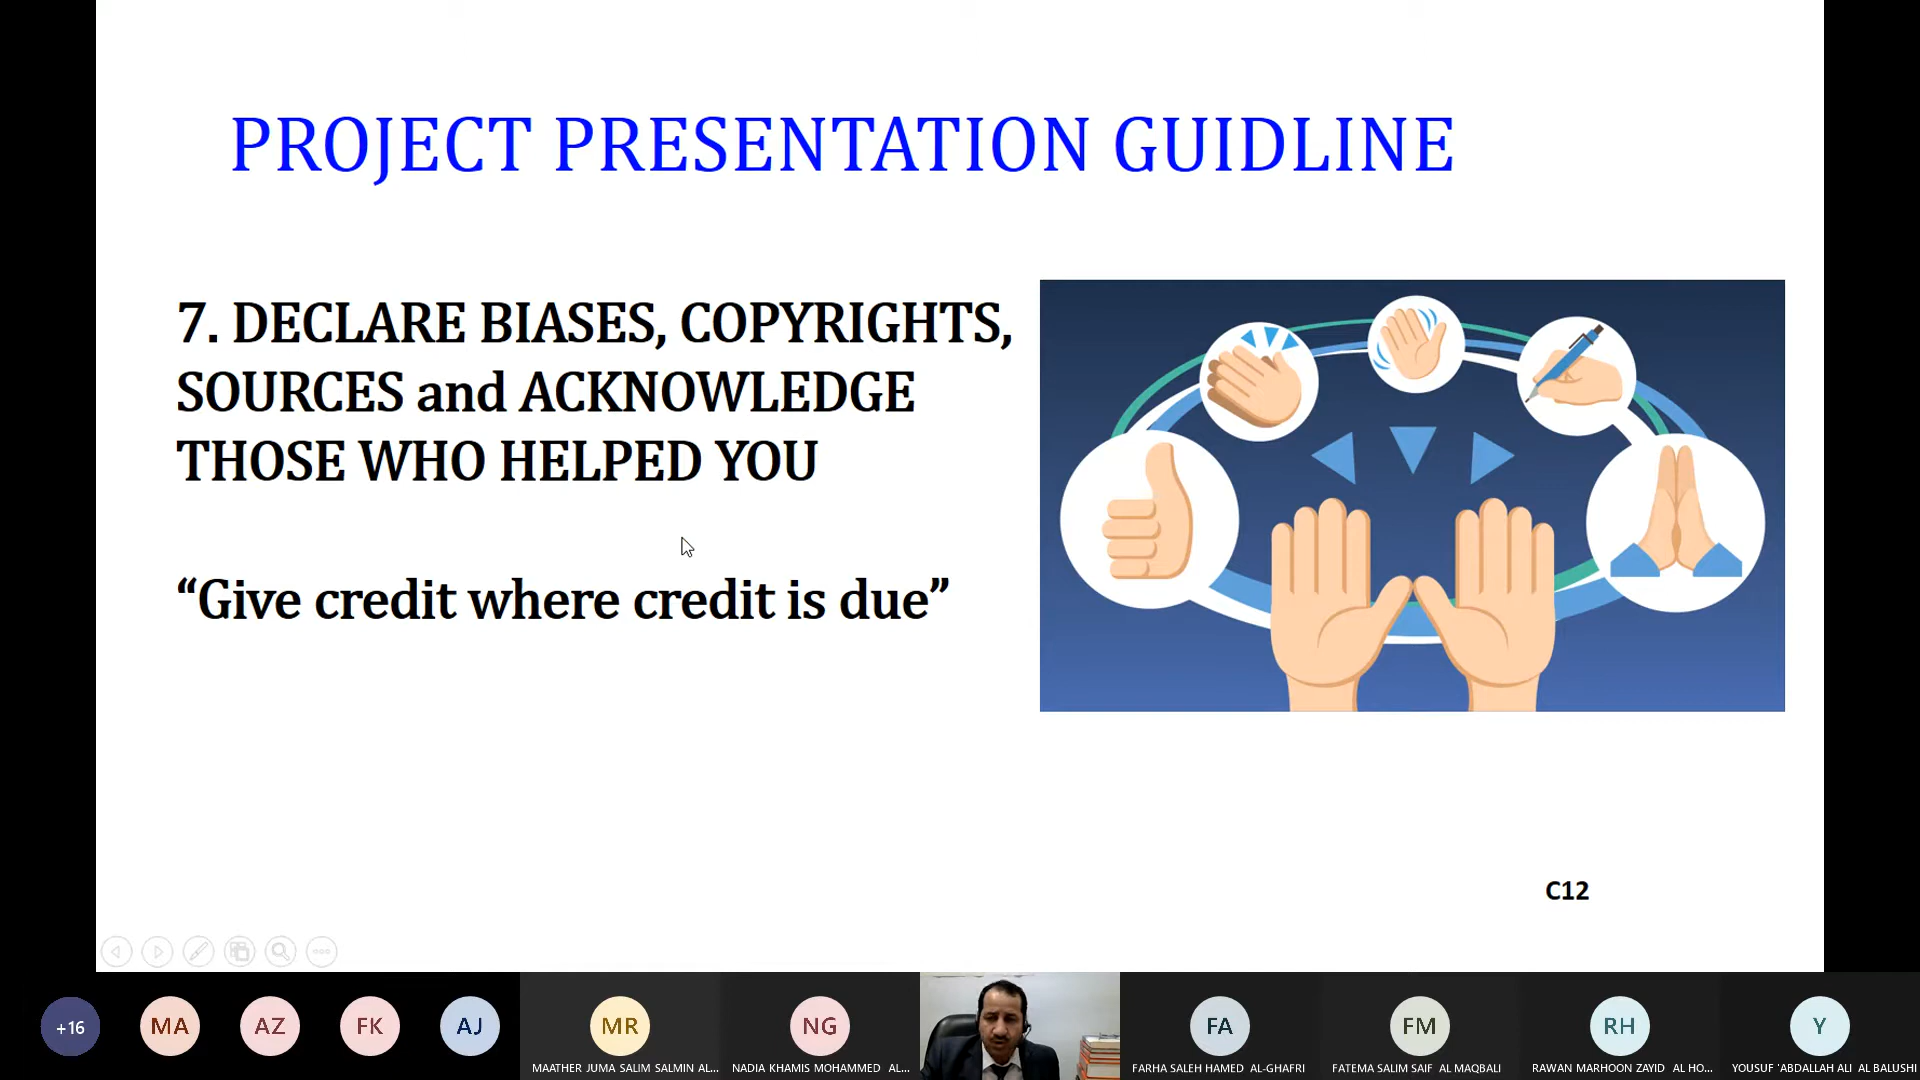 PROJECT PRESENTATION GUIDLINE
7. DECLARE BIASES, COPYRIGHTS,
SOURCES and ACKNOWLEDGE
THOSE WHO HELPED YOU
“Give credit where credit is due”
C12
+16
MA
AZ
FK
AJ
MR
NG
FA
FM
RH
Y
MAATHER JUMA SALIM SALMIN AL...
NADIA KHAMIS MOHAMMED AL...
FARHA SALEH HAMED AL-GHAFRI
FATEMA SALIM SAIF AL MAQBALI
RAWAN MARHOON ZAYID AL HO...
YOUSUF 'ABDALLAH ALI AL BALUSHI